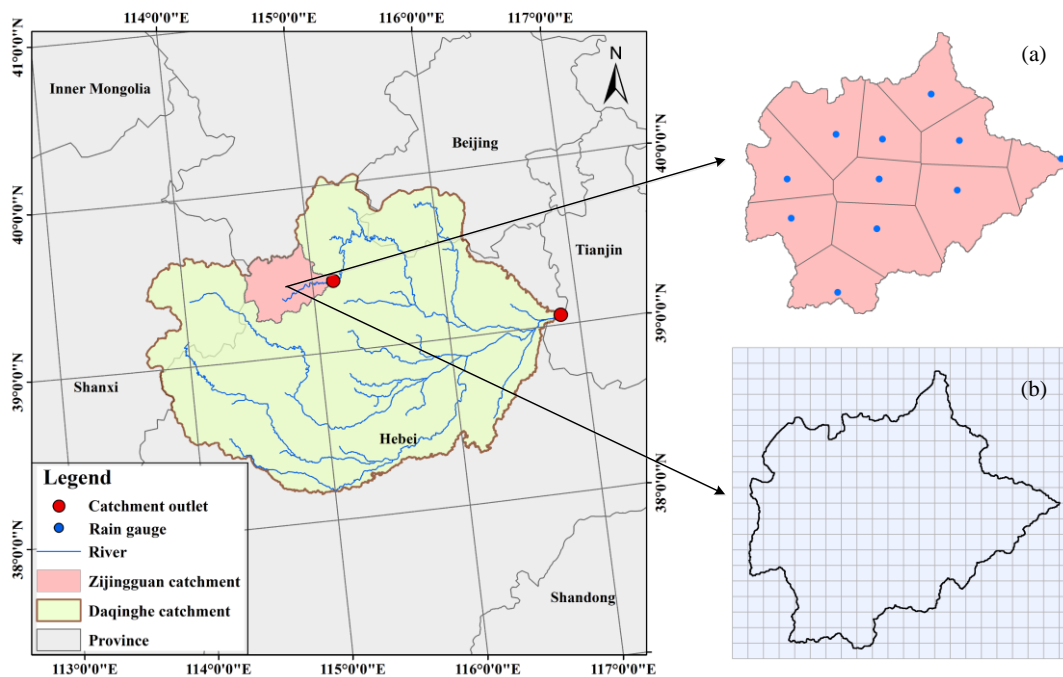 114°0'0"E 115°0'0"E 116°0'0"E 117°0'0"E
41°0'0"N
40°0'0"N
39°0'0"N
38°0'0"N
N
Inner Mongolia
Beijing
Tianjin
Shanxi
Hebei
Shandong
40°0'0"N
39°0'0"N
38°0'0"N
Legend
Catchment outlet
Rain gauge
River
Zijingguan catchment
Daqinghe catchment
Province
113°0'0"E 114°0'0"E 115°0'0"E 116°0'0"E 117°0'0"E
(a)
(b)